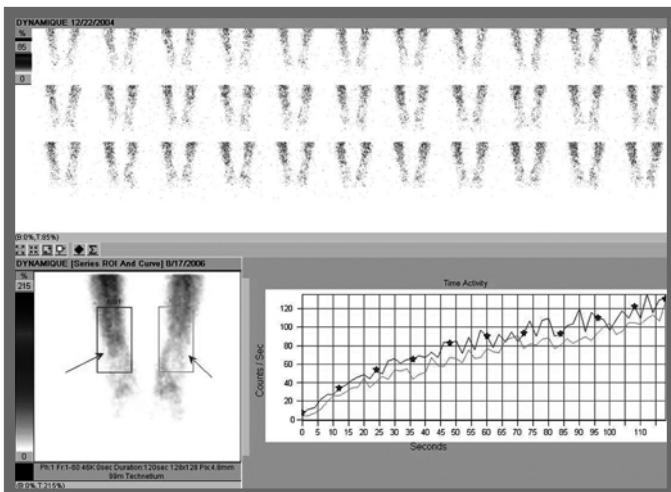 DYNAMIQUE 12/22/2004
%
85
0
(B:0%,T:85%)
DYNAMIQUE [Series ROI And Curve] 8/17/2006
%
215
0
Ph:1 Fr:1-60 46K 0sec Duration:120sec 128x128 Pix:4.8mm
99m Technetium
(B:0%,T:215%)
Time Activity
Counts / Sec
120
100
80
60
40
20
0
0 5 10 15 20 25 30 35 40 45 50 55 60 65 70 75 80 85 90 95 100 110
Seconds